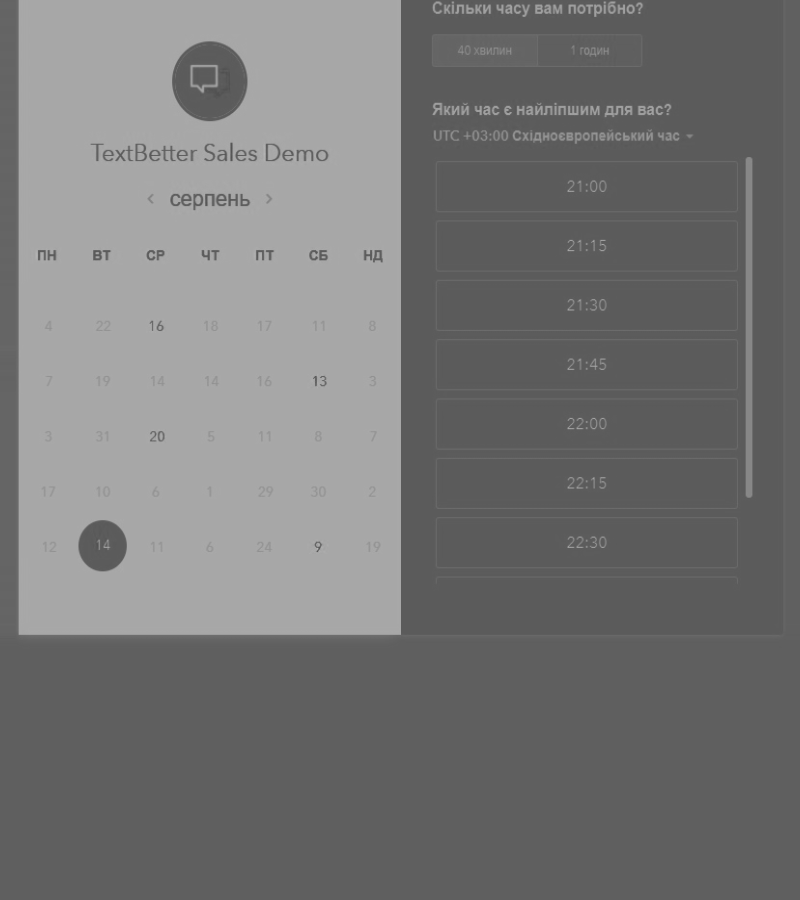 TextBetter Sales Demo
серпень
ПН ВТ СР ЧТ ПТ СБ НД
4 22 16 18 17 11 8
7 19 14 14 16 13 3
3 31 20 5 11 8 7
17 10 6 1 29 30 2
12 14 11 6 24 9 19
Скільки часу вам потрібно?
40 хвилин 1 годин
Який час є найліпшим для вас?
UTC +03:00 Східноєвропейський час
21:00
21:15
21:30
21:45
22:00
22:15
22:30